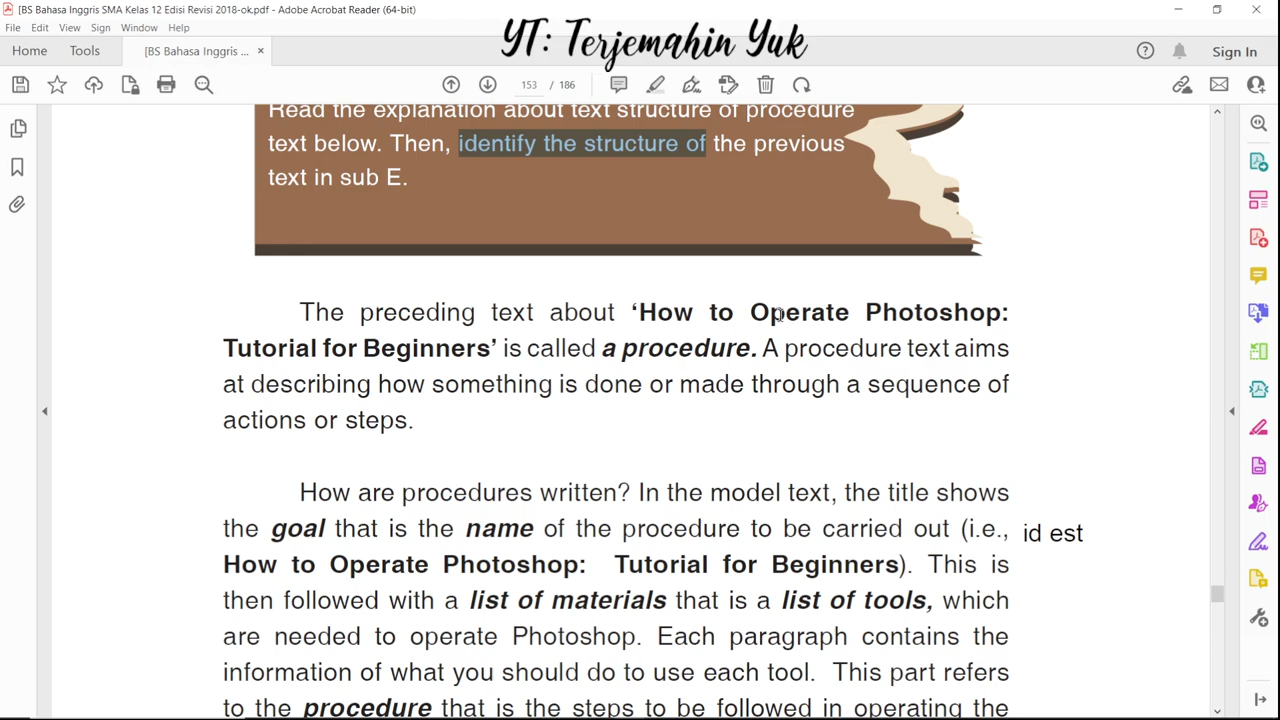 [BS Bahasa Inggris SMA Kelas 12 Edisi Revisi 2018-ok.pdf - Adobe Acrobat Reader (64-bit)
File Edit View Sign Window Help
YT: Terjemahin Yuk
Home Tools [BS Bahasa Inggris ... × Sign In
153 / 186
Read the explanation about text structure of procedure
text below. Then, identify the structure of the previous
text in sub E.
The preceding text about ‘How to Operate Photoshop:
Tutorial for Beginners’ is called a procedure. A procedure text aims
at describing how something is done or made through a sequence of
actions or steps.
How are procedures written? In the model text, the title shows
the goal that is the name of the procedure to be carried out (i.e., id est
How to Operate Photoshop: Tutorial for Beginners). This is
then followed with a list of materials that is a list of tools, which
are needed to operate Photoshop. Each paragraph contains the
information of what you should do to use each tool. This part refers
to the procedure that is the steps to be followed in operating the